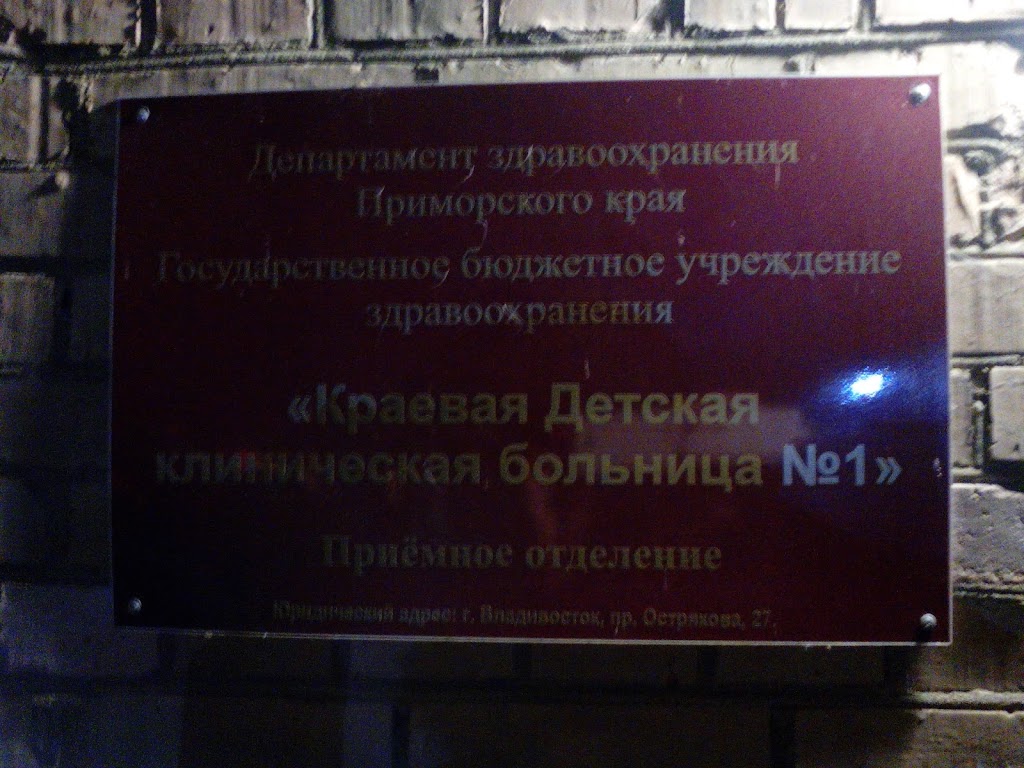 Департамент здравоохранения
Приморского края
Государственное бюджетное учреждение
здравоохранения
«Краевая Детская
клиническая больница №1»
Приёмное отделение
Юридический адрес: г. Владивосток, пр. Острякова, 27.